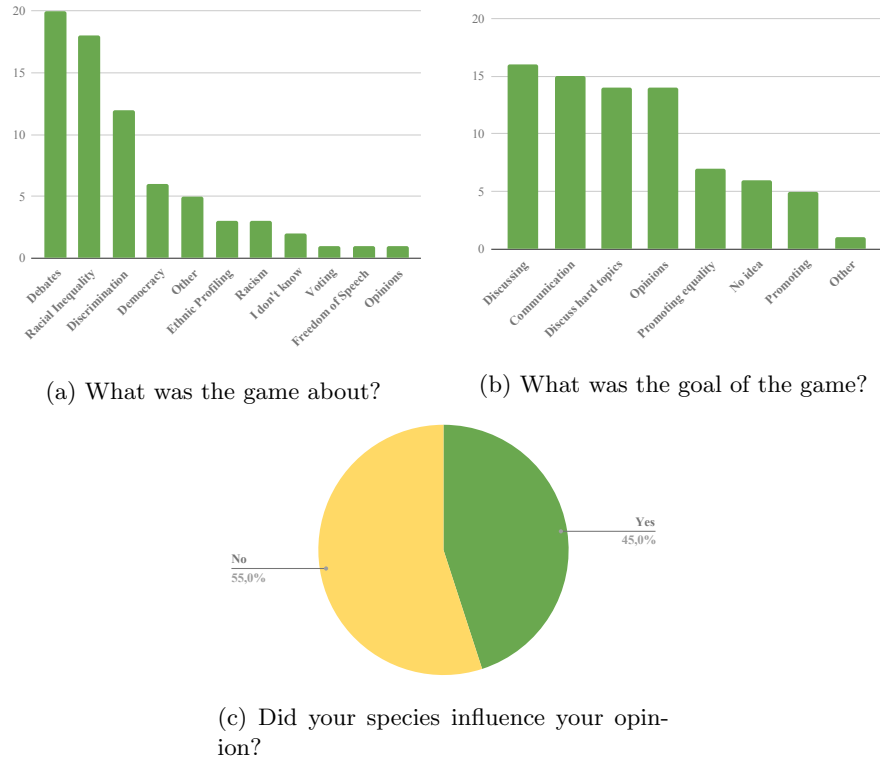 20
15
10
5
0
Debates
Racial Inequality
Discrimination
Democracy
Other
Ethnic Profiling
Racism
I don't know
Voting
Freedom of Speech
Opinions
(a) What was the game about?
20
15
10
5
0
Discussing
Communication
Discuss hard topics
Opinions
Promoting equality
No idea
Promoting
Other
(b) What was the goal of the game?
Yes
45,0%
No
55,0%
(c) Did your species influence your opin-
ion?